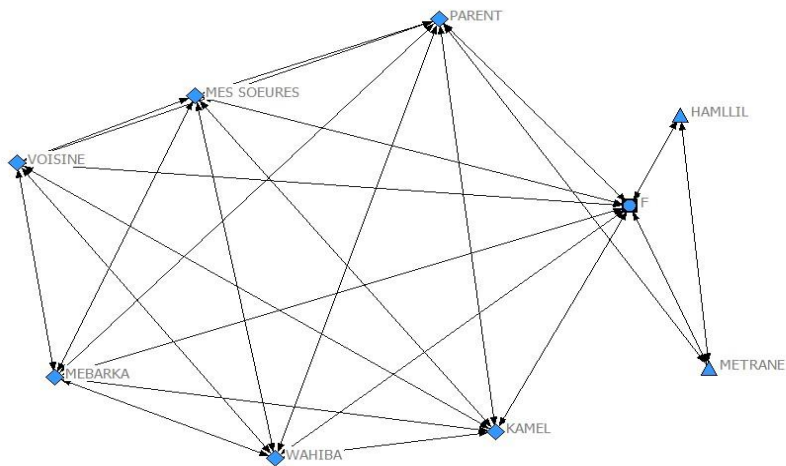 PARENT
MES SOEURES
HAMLLIL
VOISINE
F
METRANE
MEBARKA
KAMEL
WAHIBA